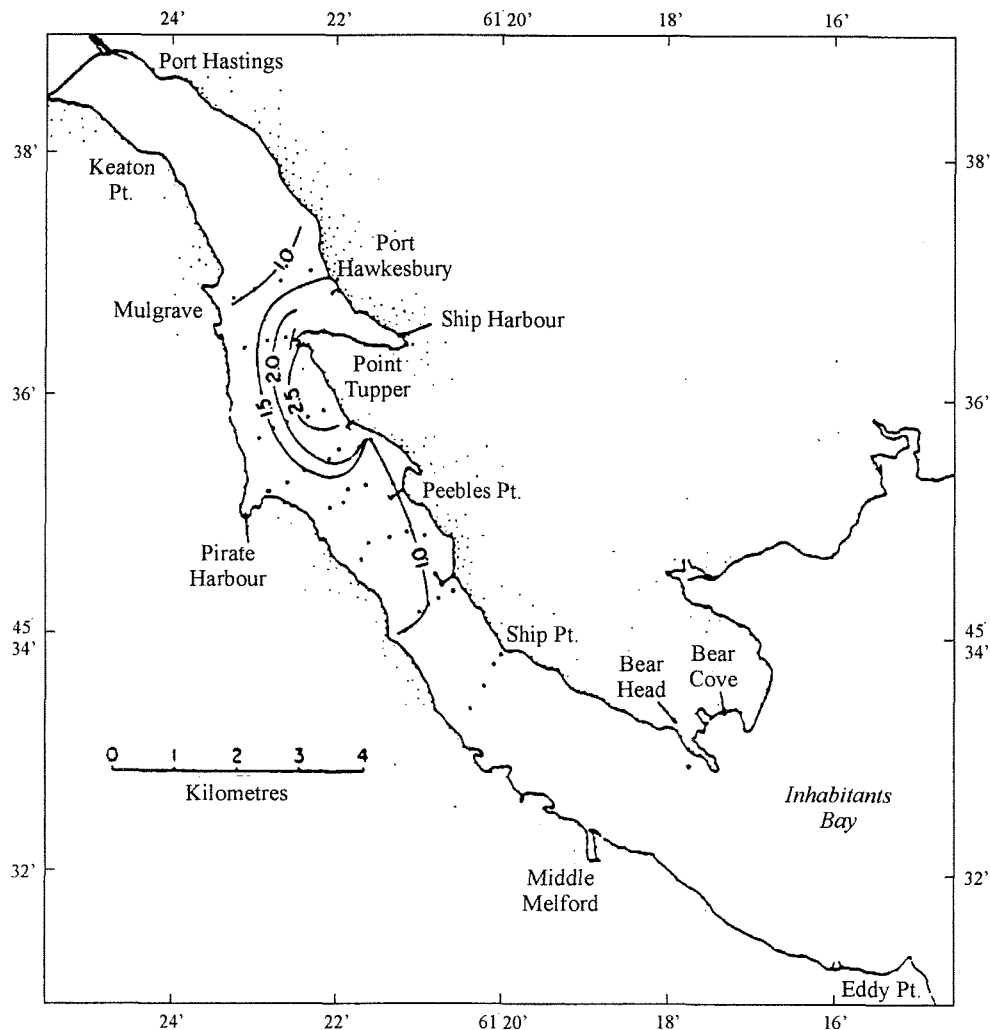 24' 22' 61°20' 18' 16'
Port Hastings
38' 38'
Keaton
Pt.
1.0
Port
Hawkesbury
Mulgrave
Ship Harbour
2.0
Point
Tupper
2.5
1.5
36' 36'
Peebles Pt.
Pirate
Harbour
1.0
45° 45°
34' 34'
Ship Pt.
Bear
Head
Bear
Cove
0 1 2 3 4
Kilometres
Inhabitants
Bay
32' 32'
Middle
Melford
Eddy Pt.
24' 22' 61°20' 18' 16'